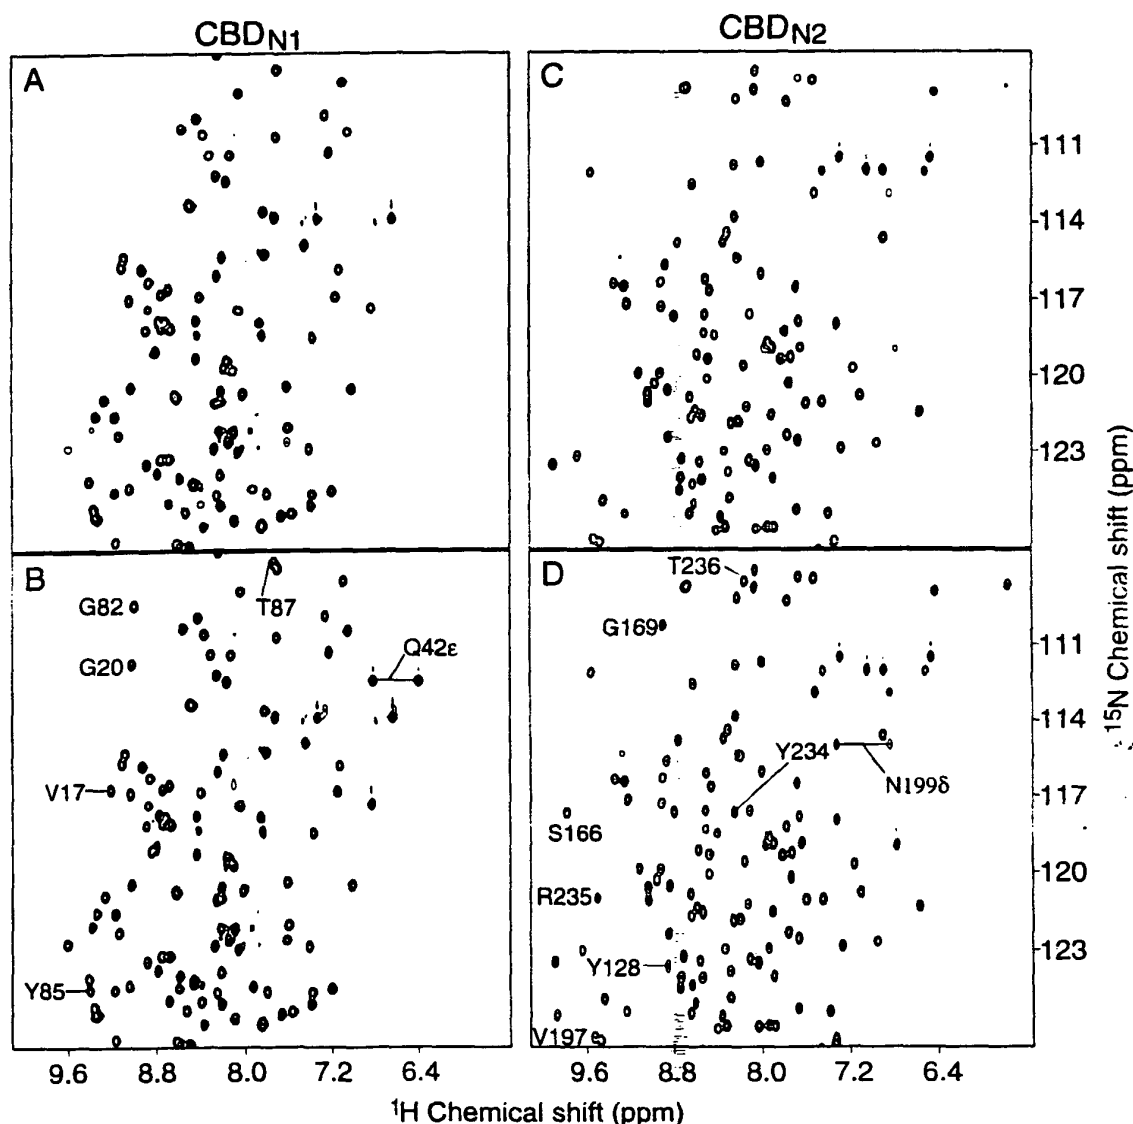 CBDN1
CBDN2
A
C
111
114
117
120
123
B
D
G82
T87
G20
Q42ε
V17
Y85
T236
G169
Y234
N199δ
S166
R235
Y128
V197
111
114
117
120
123
9.6 8.8 8.0 7.2 6.4
9.6 8.8 8.0 7.2 6.4
1H Chemical shift (ppm)
15N Chemical shift (ppm)